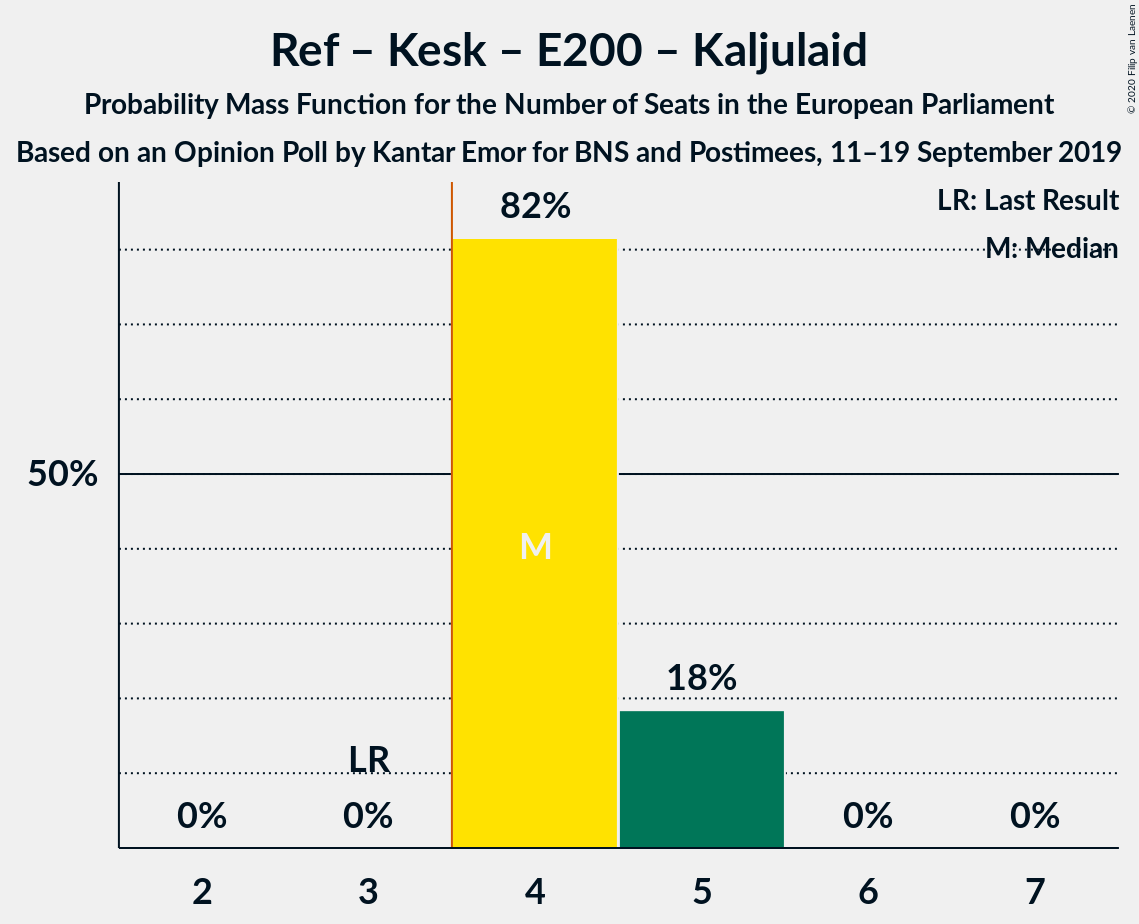 Ref – Kesk – E200 – Kaljulaid
Probability Mass Function for the Number of Seats in the European Parliament
Based on an Opinion Poll by Kantar Emor for BNS and Postimees, 11–19 September 2019
© 2020 Filip van Laenen
LR: Last Result
M: Median
82%
50%
M
18%
LR
0%
0%
0%
0%
2
3
4
5
6
7